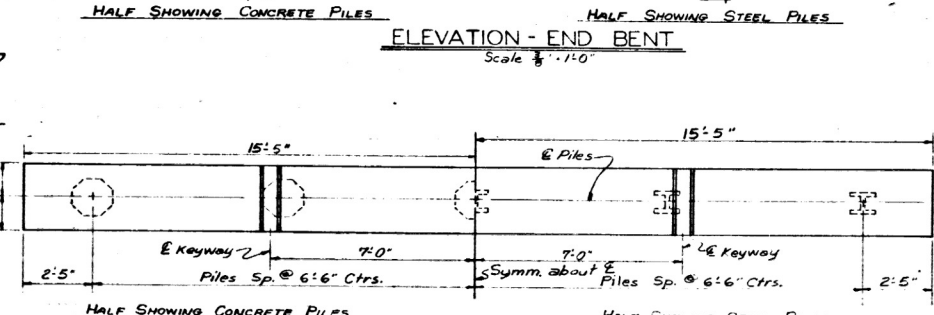 HALF SHOWING CONCRETE PILES HALF SHOWING STEEL PILES
ELEVATION - END BENT
Scale 3/8" = 1'-0"
15'-5" 15'-5"
℄ Piles
℄ Keyway 7'-0" 7'-0" ℄ Keyway
2'-5" Piles Sp. @ 6'-6" Ctrs. Symm. about ℄ Piles Sp. @ 6'-6" Ctrs. 2'-5"
HALF SHOWING CONCRETE PILES